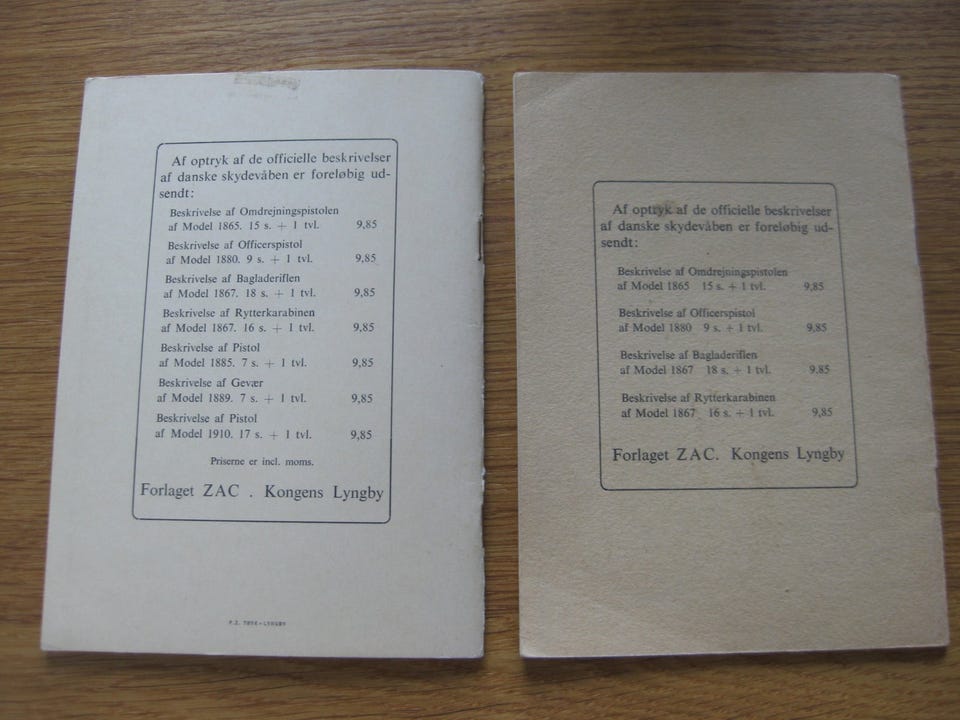 Af optryk af de officielle beskrivelser
af danske skydevåben er foreløbig ud-
sendt:
Beskrivelse af Omdrejningspistolen
af Model 1865. 15 s. + 1 tvl. 9,85
Beskrivelse af Officerspistol
af Model 1880. 9 s. + 1 tvl. 9,85
Beskrivelse af Bagladeriflen
af Model 1867. 18 s. + 1 tvl. 9,85
Beskrivelse af Rytterkarabinen
af Model 1867. 16 s. + 1 tvl. 9,85
Beskrivelse af Pistol
af Model 1885. 7 s. + 1 tvl. 9,85
Beskrivelse af Gevær
af Model 1889. 7 s. + 1 tvl. 9,85
Beskrivelse af Pistol
af Model 1910. 17 s. + 1 tvl. 9,85
Priserne er incl. moms.
Forlaget ZAC . Kongens Lyngby
LYNGBY
Af optryk af de officielle beskrivelser
af danske skydevåben er foreløbig ud-
sendt:
Beskrivelse af Omdrejningspistolen
af Model 1865 15 s. + 1 tvl. 9,85
Beskrivelse af Officerspistol
af Model 1880 9 s. + 1 tvl. 9,85
Beskrivelse af Bagladeriflen
af Model 1867 18 s. + 1 tvl. 9.85
Beskrivelse af Rytterkarabinen
af Model 1867 16 s. + 1 tvl. 9,85
Forlaget ZAC. Kongens Lyngby